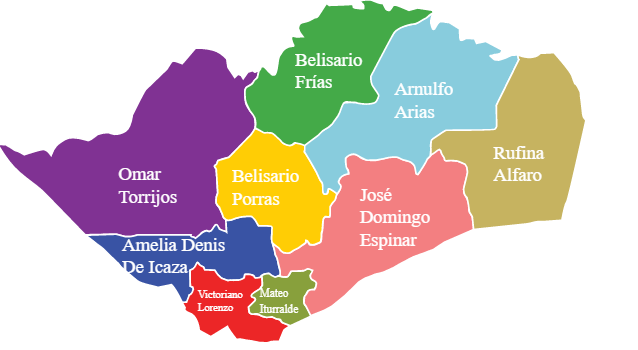 Belisario
Frías
Arnulfo
Arias
Rufina
Alfaro
Omar
Torrijos
Belisario
Porras
José
Domingo
Espinar
Amelia Denis
De Icaza
Victoriano
Lorenzo
Mateo
Iturralde